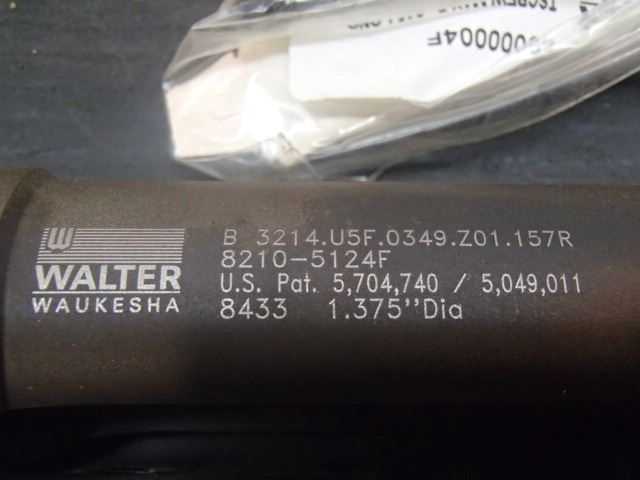 00000004F
B 3214.U5F.0349.Z01.157R
8210-5124F
U.S. Pat. 5,704,740 / 5,049,011
8433 1.375"Dia
WALTER
WAUKESHA